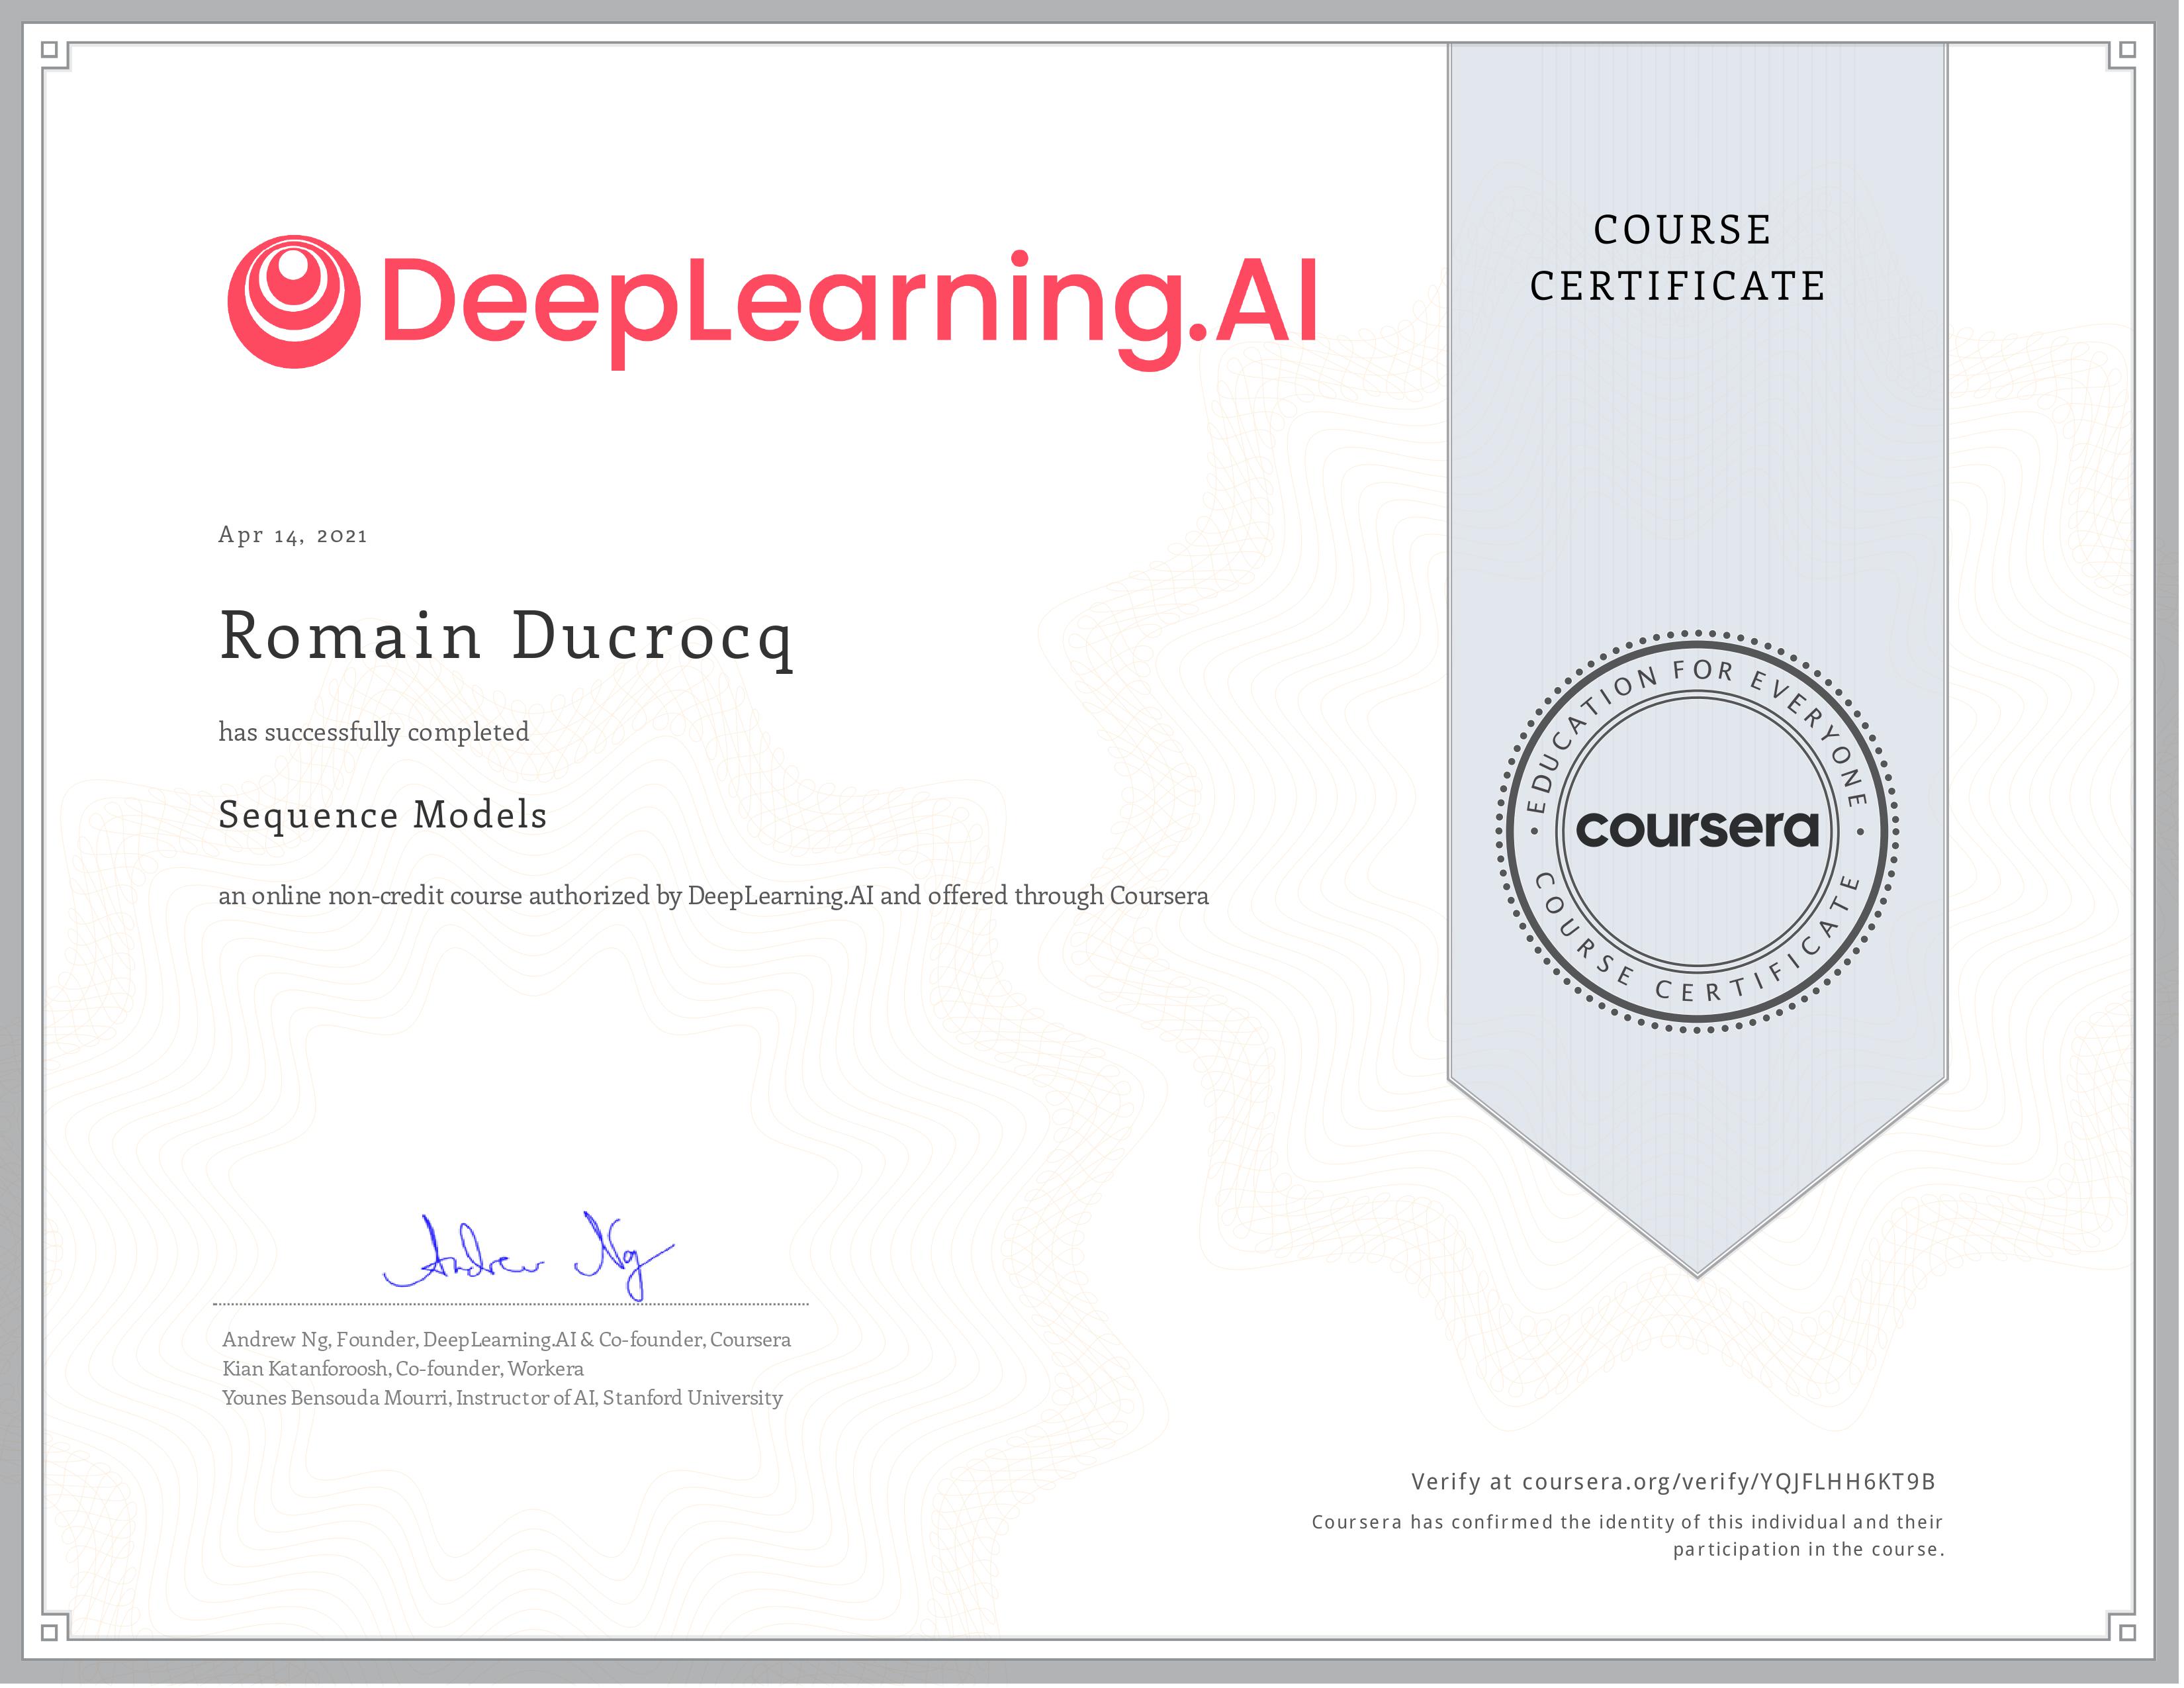 DeepLearning.AI
COURSE
CERTIFICATE
Apr 14, 2021
Romain Ducrocq
has successfully completed
Sequence Models
an online non-credit course authorized by DeepLearning.AI and offered through Coursera
EDUCATION FOR EVERYONE
coursera
COURSE CERTIFICATE
Andrew Ng
Andrew Ng, Founder, DeepLearning.AI & Co-founder, Coursera
Kian Katanforoosh, Co-founder, Workera
Younes Bensouda Mourri, Instructor of AI, Stanford University
Verify at coursera.org/verify/YQJFLHH6KT9B
Coursera has confirmed the identity of this individual and their
participation in the course.